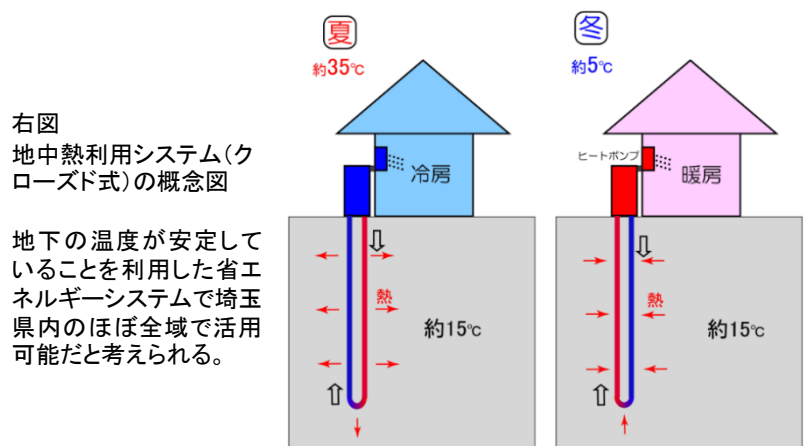 右図
地中熱利用システム（ク
ローズド式）の概念図
地下の温度が安定して
いることを利用した省エ
ネルギーシステムで埼玉
県内のほぼ全域で活用
可能だと考えられる。
夏
約35℃
冷房
熱
約15℃
冬
約5℃
ヒートポンプ
暖房
熱
約15℃